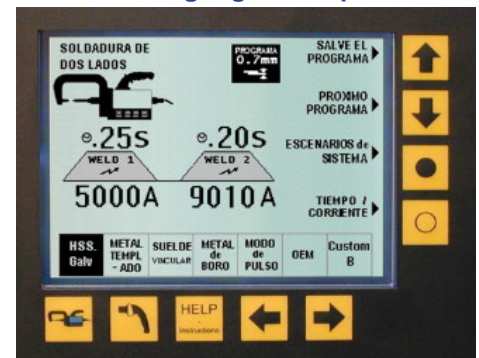 SOLDADURA DE
DOS LADOS
PROGRAMA
0.7mm
SALVE EL
PROGRAMA
PROXIMO
PROGRAMA
.25s
.20s
ESCENARIOS de
SISTEMA
WELD 1
WELD 2
5000A
9010A
TIEMPO /
CORRIENTE
HSS.
Galv
METAL
TEMPL
- ADO
SUELDE
VINCULAR
METAL
de
BORO
MODO
de
PULSO
OEM
Custom
B
HELP
-
Instructions